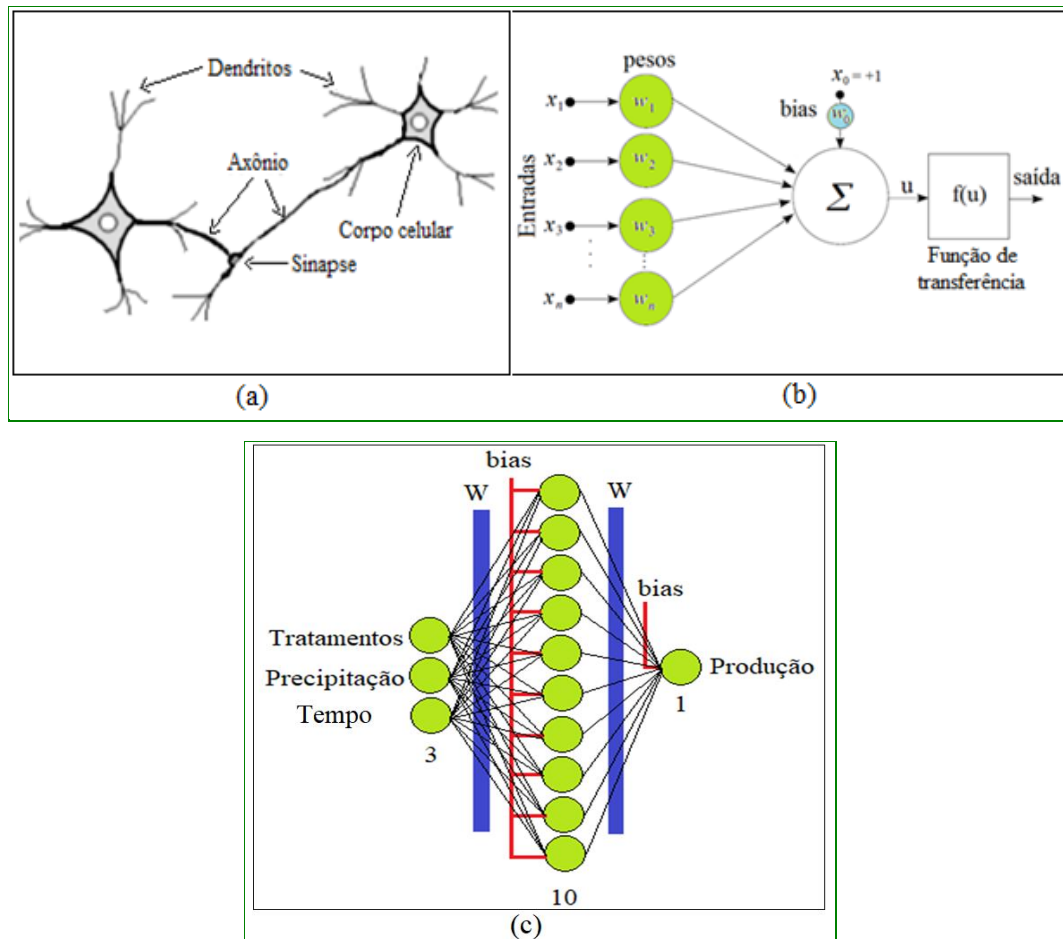 Dendritos
Axônio
Corpo celular
Sinapse
(a)
pesos
x₀ = +1
bias
w₀
Entradas
x₁
w₁
x₂
w₂
x₃
w₃
xₙ
wₙ
Σ
u
f(u)
saída
Função de
transferência
(b)
bias
W
W
bias
Tratamentos
Precipitação
Tempo
3
Produção
1
10
(c)